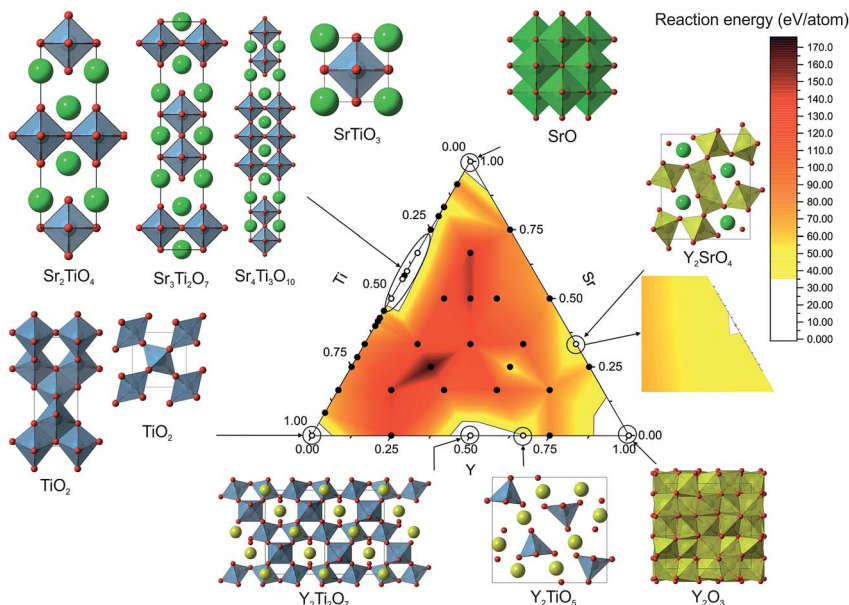 Reaction energy (eV/atom)
170.0
160.0
150.0
140.0
130.0
120.0
110.0
100.0
90.00
80.00
70.00
60.00
50.00
40.00
30.00
20.00
10.00
0.000
SrTiO3
SrO
Sr2TiO4
Sr3Ti2O7
Sr4Ti3O10
Y2SrO4
0.00
1.00
0.25
0.75
Ti
Sr
0.50
0.50
0.75
0.25
1.00
0.00
0.00
0.25
0.50
0.75
1.00
Y
TiO2
TiO2
Y2Ti2O7
Y2TiO5
Y2O3